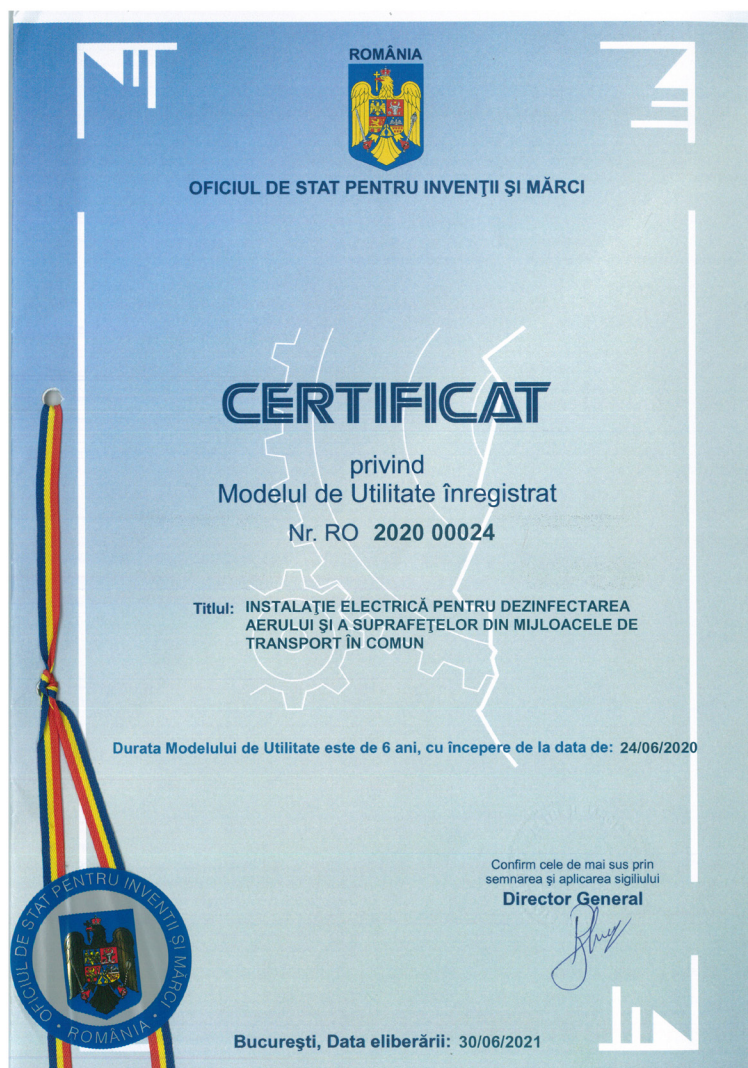 ROMÂNIA
OFICIUL DE STAT PENTRU INVENŢII ŞI MĂRCI
CERTIFICAT
privind
Modelul de Utilitate înregistrat
Nr. RO 2020 00024
Titlul: INSTALAŢIE ELECTRICĂ PENTRU DEZINFECTAREA
AERULUI ŞI A SUPRAFEŢELOR DIN MIJLOACELE DE
TRANSPORT ÎN COMUN
Durata Modelului de Utilitate este de 6 ani, cu începere de la data de: 24/06/2020
Confirm cele de mai sus prin
semnarea şi aplicarea sigiliului
Director General
OFICIUL DE STAT PENTRU INVENTII SI MĂRCI
• ROMÂNIA •
Bucureşti, Data eliberării: 30/06/2021